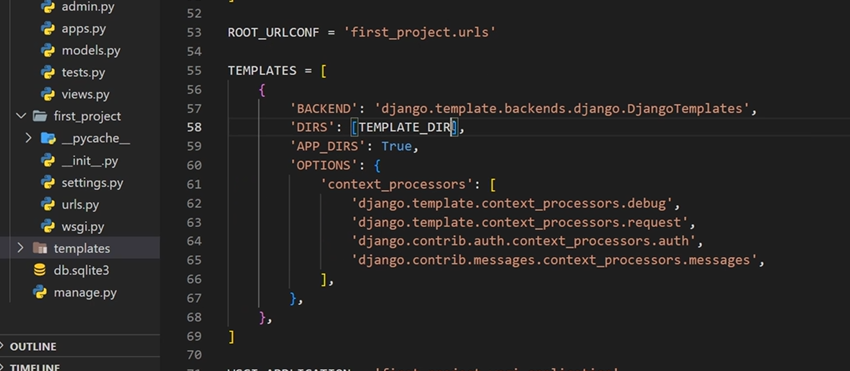 admin.py
apps.py
models.py
tests.py
views.py
first_project
__pycache__
__init__.py
settings.py
urls.py
wsgi.py
templates
db.sqlite3
manage.py
OUTLINE
TIMELINE
52
53 ROOT_URLCONF = 'first_project.urls'
54
55 TEMPLATES = [
56 {
57 'BACKEND': 'django.template.backends.django.DjangoTemplates',
58 'DIRS': [TEMPLATE_DIR],
59 'APP_DIRS': True,
60 'OPTIONS': {
61 'context_processors': [
62 'django.template.context_processors.debug',
63 'django.template.context_processors.request',
64 'django.contrib.auth.context_processors.auth',
65 'django.contrib.messages.context_processors.messages',
66 ],
67 },
68 },
69 ]
70